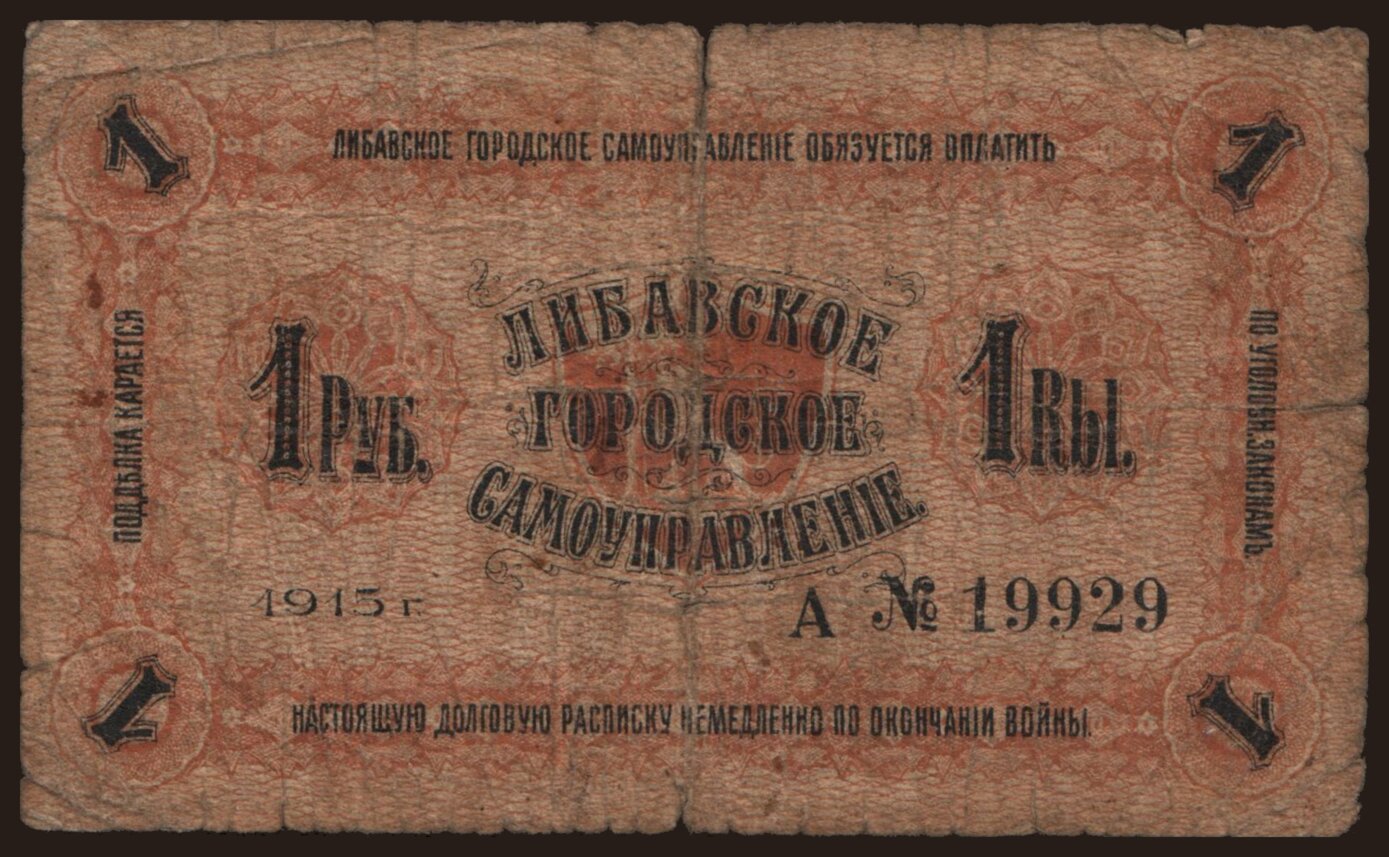 1
1
ЛИБАВСКОЕ ГОРОДСКОЕ САМОУПРАВЛЕНІЕ ОБЯЗУЕТСЯ ОПЛАТИТЬ
ПОДДѢЛКА КАРАЕТСЯ
ПО УГОЛОВН. ЗАКОНАМЪ.
ЛИБАВСКОЕ
ГОРОДСКОЕ
САМОУПРАВЛЕНІЕ.
1 РУБ.
1 RЫ.
1915 г.
А № 19929
НАСТОЯЩУЮ ДОЛГОВУЮ РАСПИСКУ НЕМЕДЛЕННО ПО ОКОНЧАНІИ ВОЙНЫ.
1
1